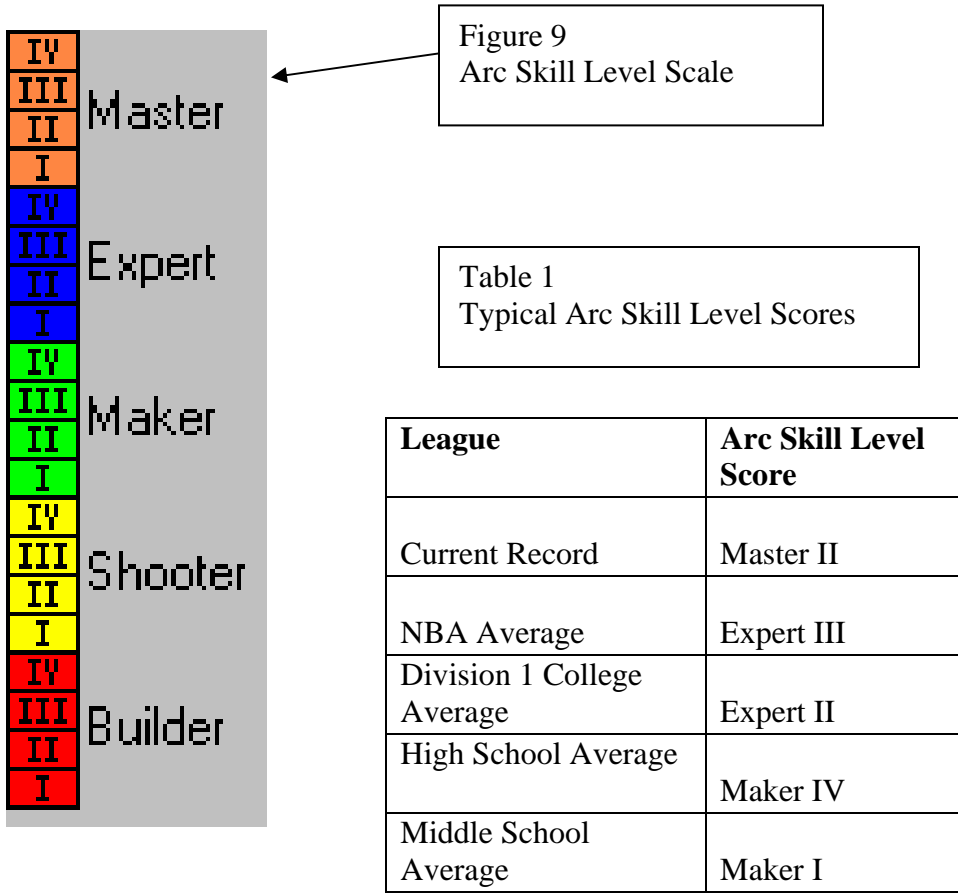 Figure 9
Arc Skill Level Scale
IV
III
II
I
Master
IV
III
II
I
Expert
IV
III
II
I
Maker
IV
III
II
I
Shooter
IV
III
II
I
Builder
Table 1
Typical Arc Skill Level Scores
League
Arc Skill Level
Score
Current Record
Master II
NBA Average
Expert III
Division 1 College
Average
Expert II
High School Average
Maker IV
Middle School
Average
Maker I